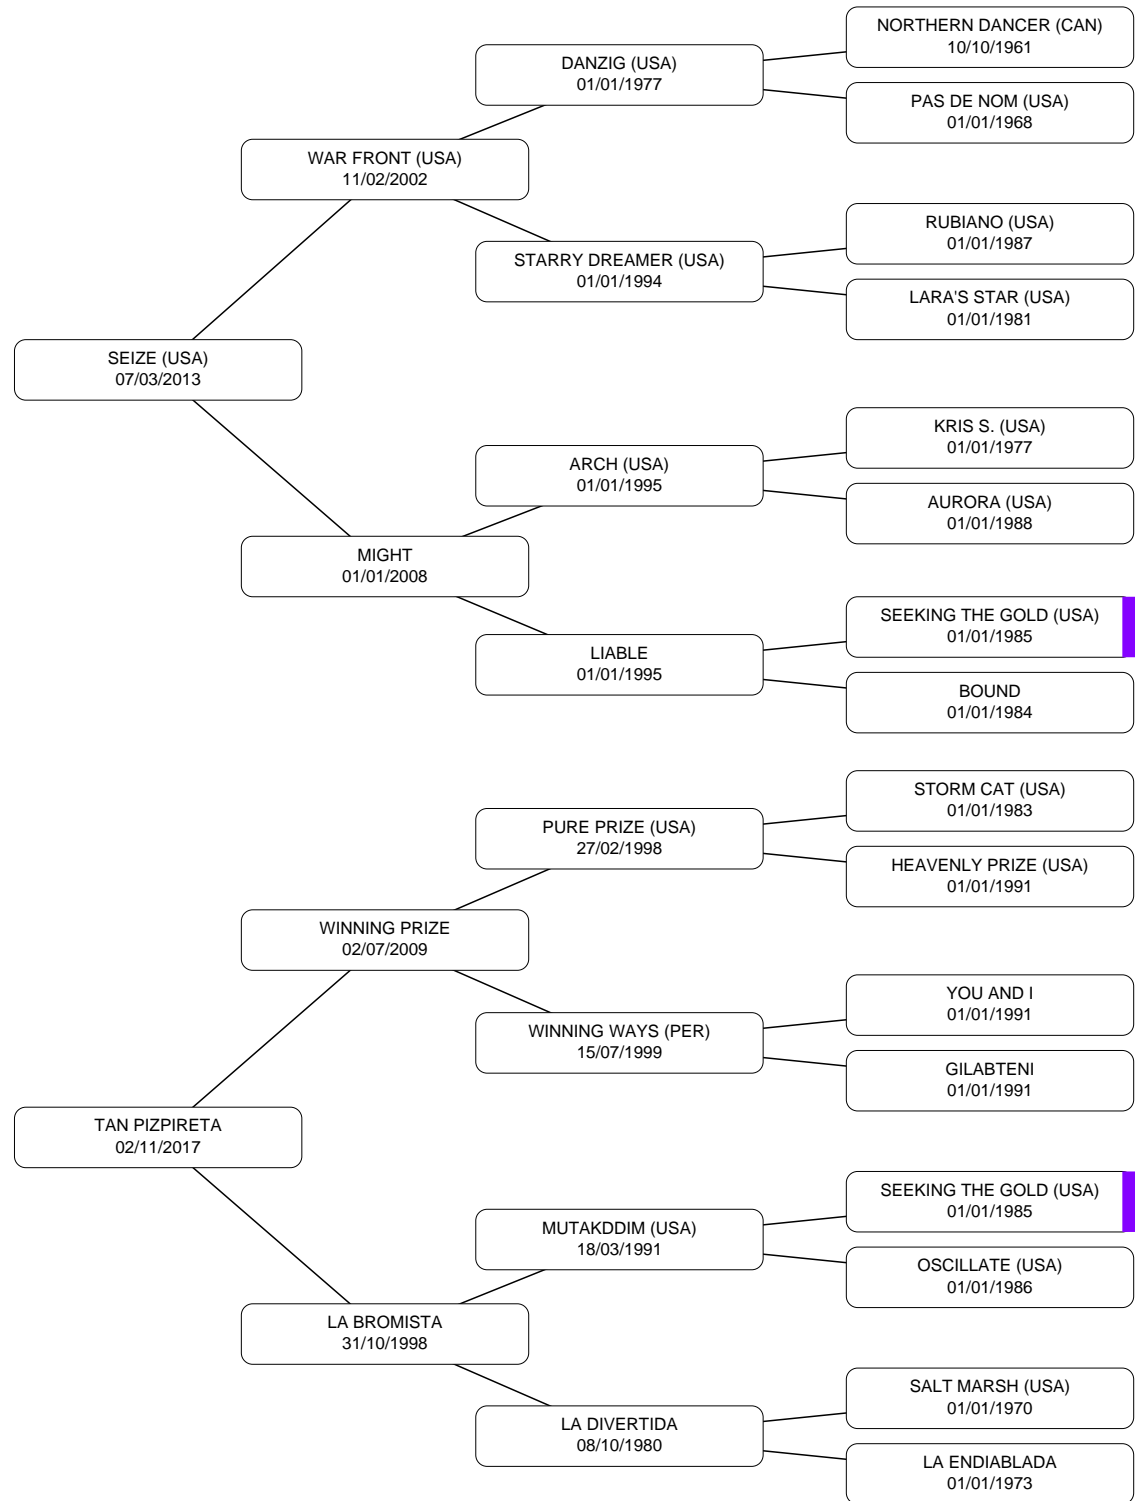 NORTHERN DANCER (CAN)
10/10/1961
DANZIG (USA)
01/01/1977
PAS DE NOM (USA)
01/01/1968
WAR FRONT (USA)
11/02/2002
RUBIANO (USA)
01/01/1987
STARRY DREAMER (USA)
01/01/1994
LARA'S STAR (USA)
01/01/1981
SEIZE (USA)
07/03/2013
KRIS S. (USA)
01/01/1977
ARCH (USA)
01/01/1995
AURORA (USA)
01/01/1988
MIGHT
01/01/2008
SEEKING THE GOLD (USA)
01/01/1985
LIABLE
01/01/1995
BOUND
01/01/1984
STORM CAT (USA)
01/01/1983
PURE PRIZE (USA)
27/02/1998
HEAVENLY PRIZE (USA)
01/01/1991
WINNING PRIZE
02/07/2009
YOU AND I
01/01/1991
WINNING WAYS (PER)
15/07/1999
GILABTENI
01/01/1991
TAN PIZPIRETA
02/11/2017
SEEKING THE GOLD (USA)
01/01/1985
MUTAKDDIM (USA)
18/03/1991
OSCILLATE (USA)
01/01/1986
LA BROMISTA
31/10/1998
SALT MARSH (USA)
01/01/1970
LA DIVERTIDA
08/10/1980
LA ENDIABLADA
01/01/1973